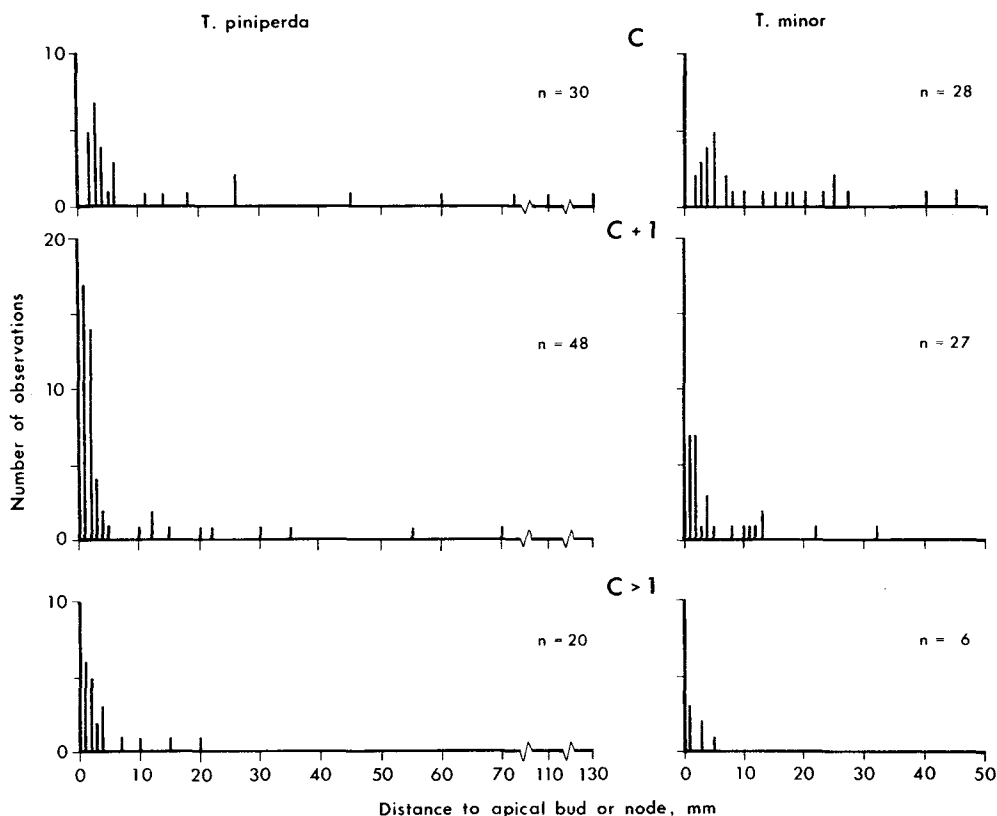 T. piniperda
T. minor
C
10
0
n = 30
n = 28
C + 1
20
10
0
n = 48
n = 27
Number of observations
C > 1
10
0
n = 20
n = 6
0 10 20 30 40 50 60 70 110 130
0 10 20 30 40 50
Distance to apical bud or node, mm